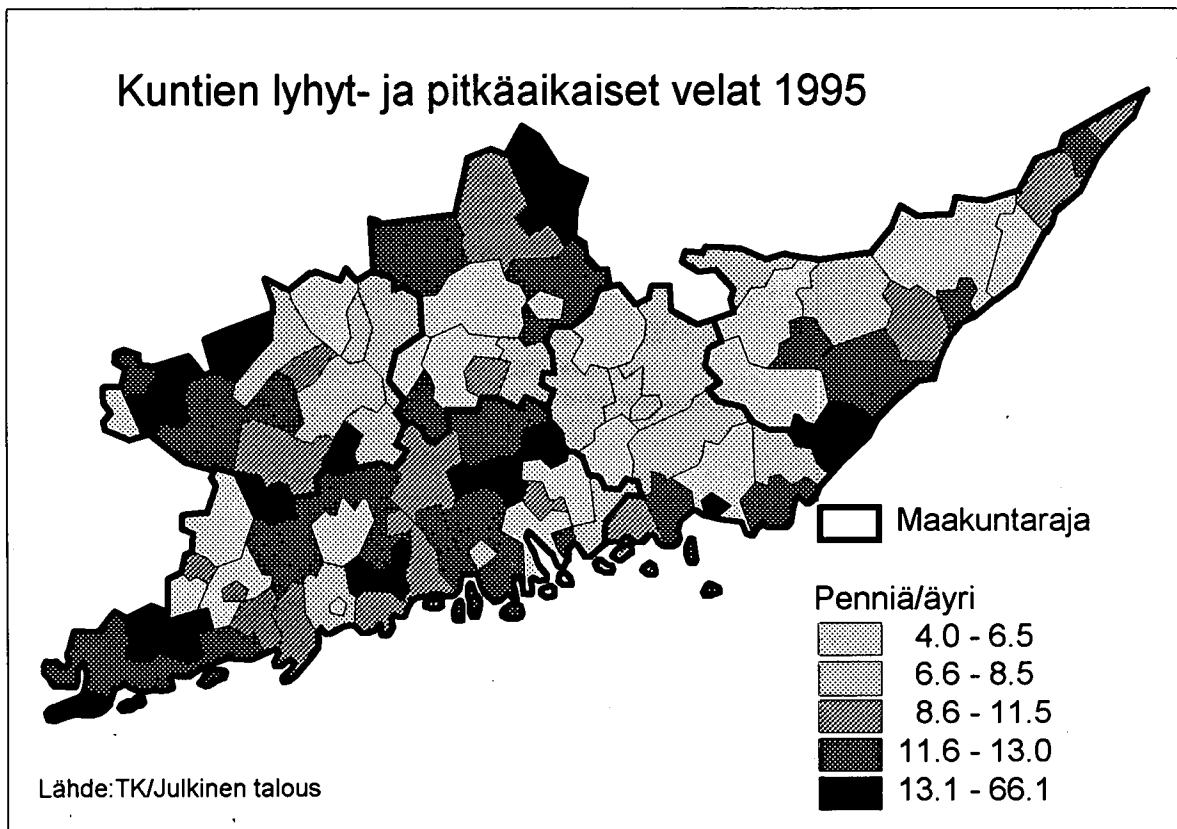 Kuntien lyhyt- ja pitkäaikaiset velat 1995
Maakuntaraja
Penniä/äyri
4.0 - 6.5
6.6 - 8.5
8.6 - 11.5
11.6 - 13.0
13.1 - 66.1
Lähde:TK/Julkinen talous